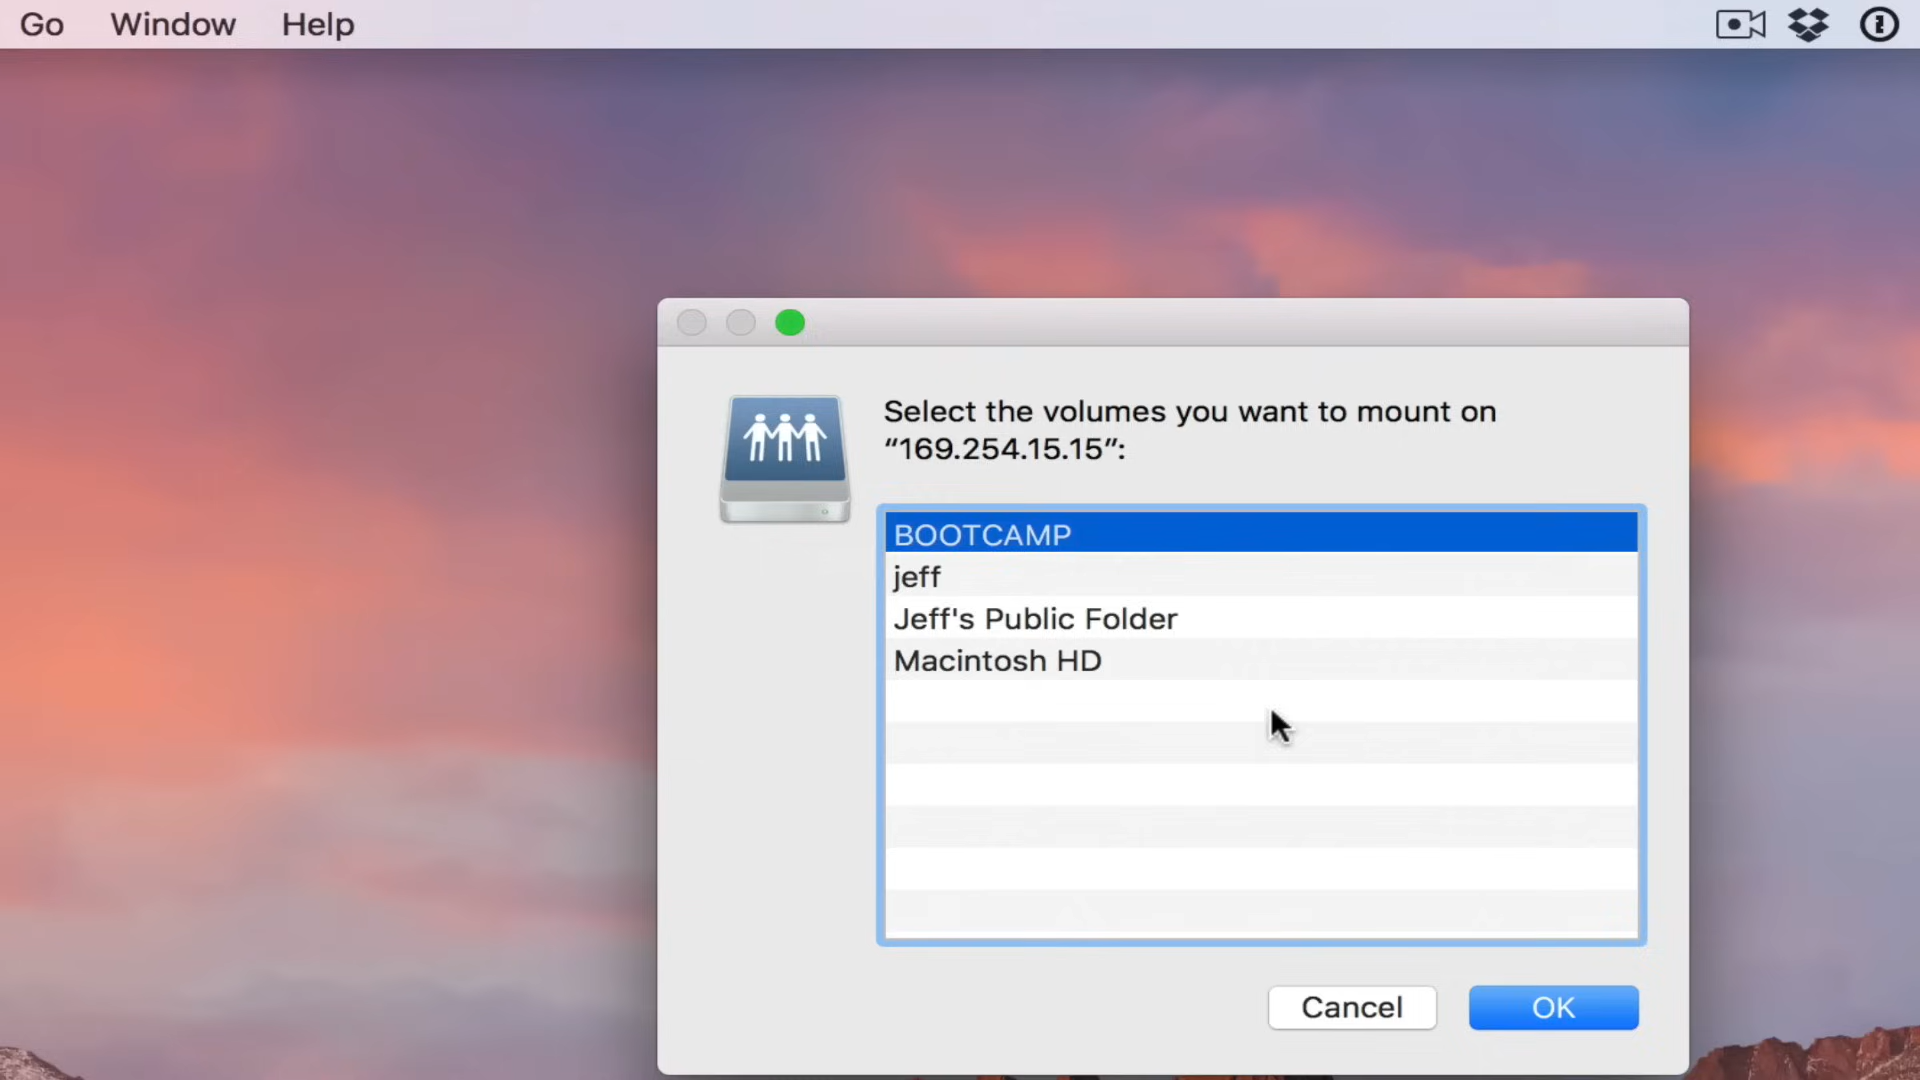 Go Window Help
Select the volumes you want to mount on
“169.254.15.15”:
BOOTCAMP
jeff
Jeff's Public Folder
Macintosh HD
Cancel OK